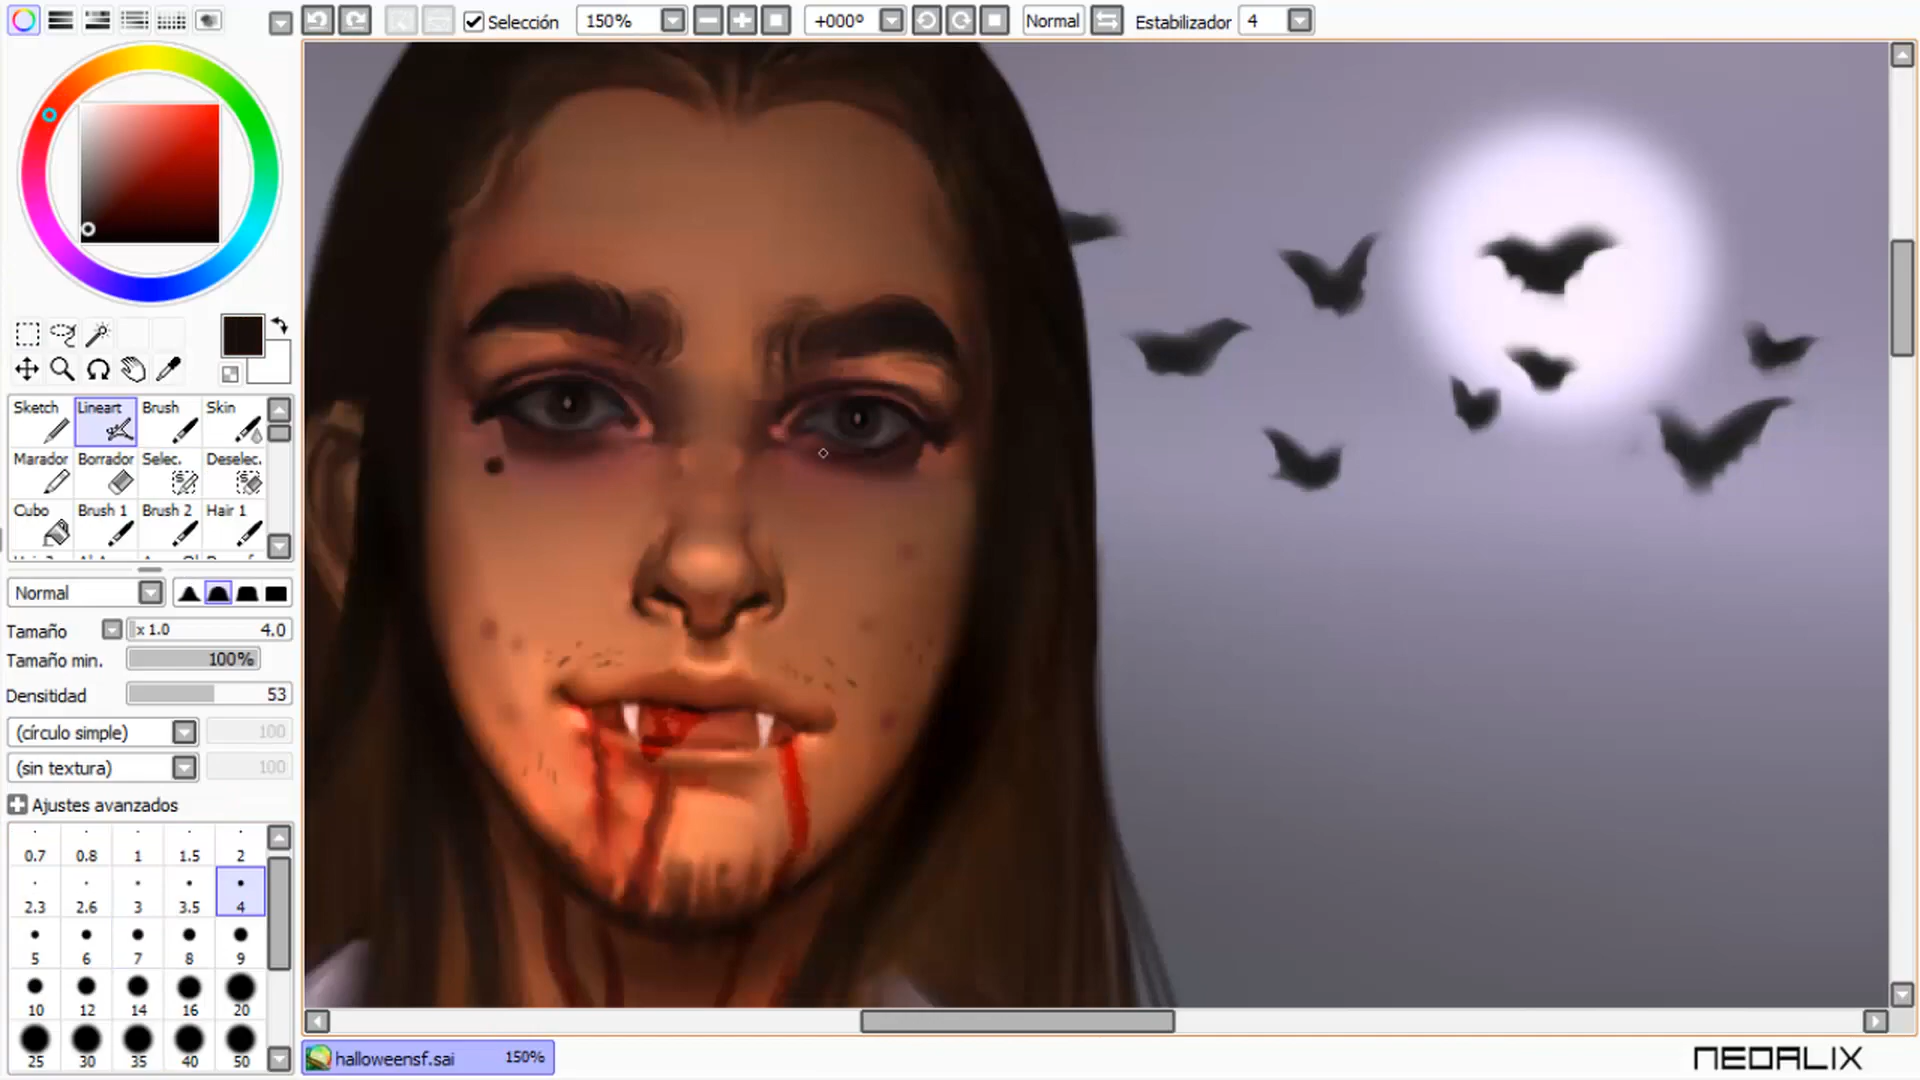 Selección 150% +000º Normal Estabilizador 4
Sketch Lineart Brush Skin
Marador Borrador Selec. Deselec.
Cubo Brush 1 Brush 2 Hair 1
Normal
Tamaño x 1.0 4.0
Tamaño min. 100%
Densitidad 53
(círculo simple) 100
(sin textura) 100
Ajustes avanzados
0.7 0.8 1 1.5 2
2.3 2.6 3 3.5 4
5 6 7 8 9
10 12 14 16 20
25 30 35 40 50
halloweensf.sai 150%
NEOALIX